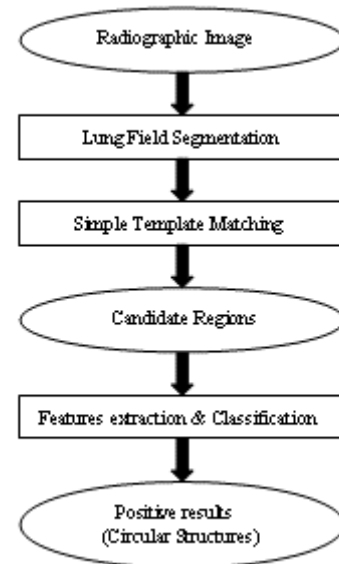 Radiographic Image
Lung Field Segmentation
Simple Template Matching
Candidate Regions
Features extraction & Classification
Positive results
(Circular Structures)